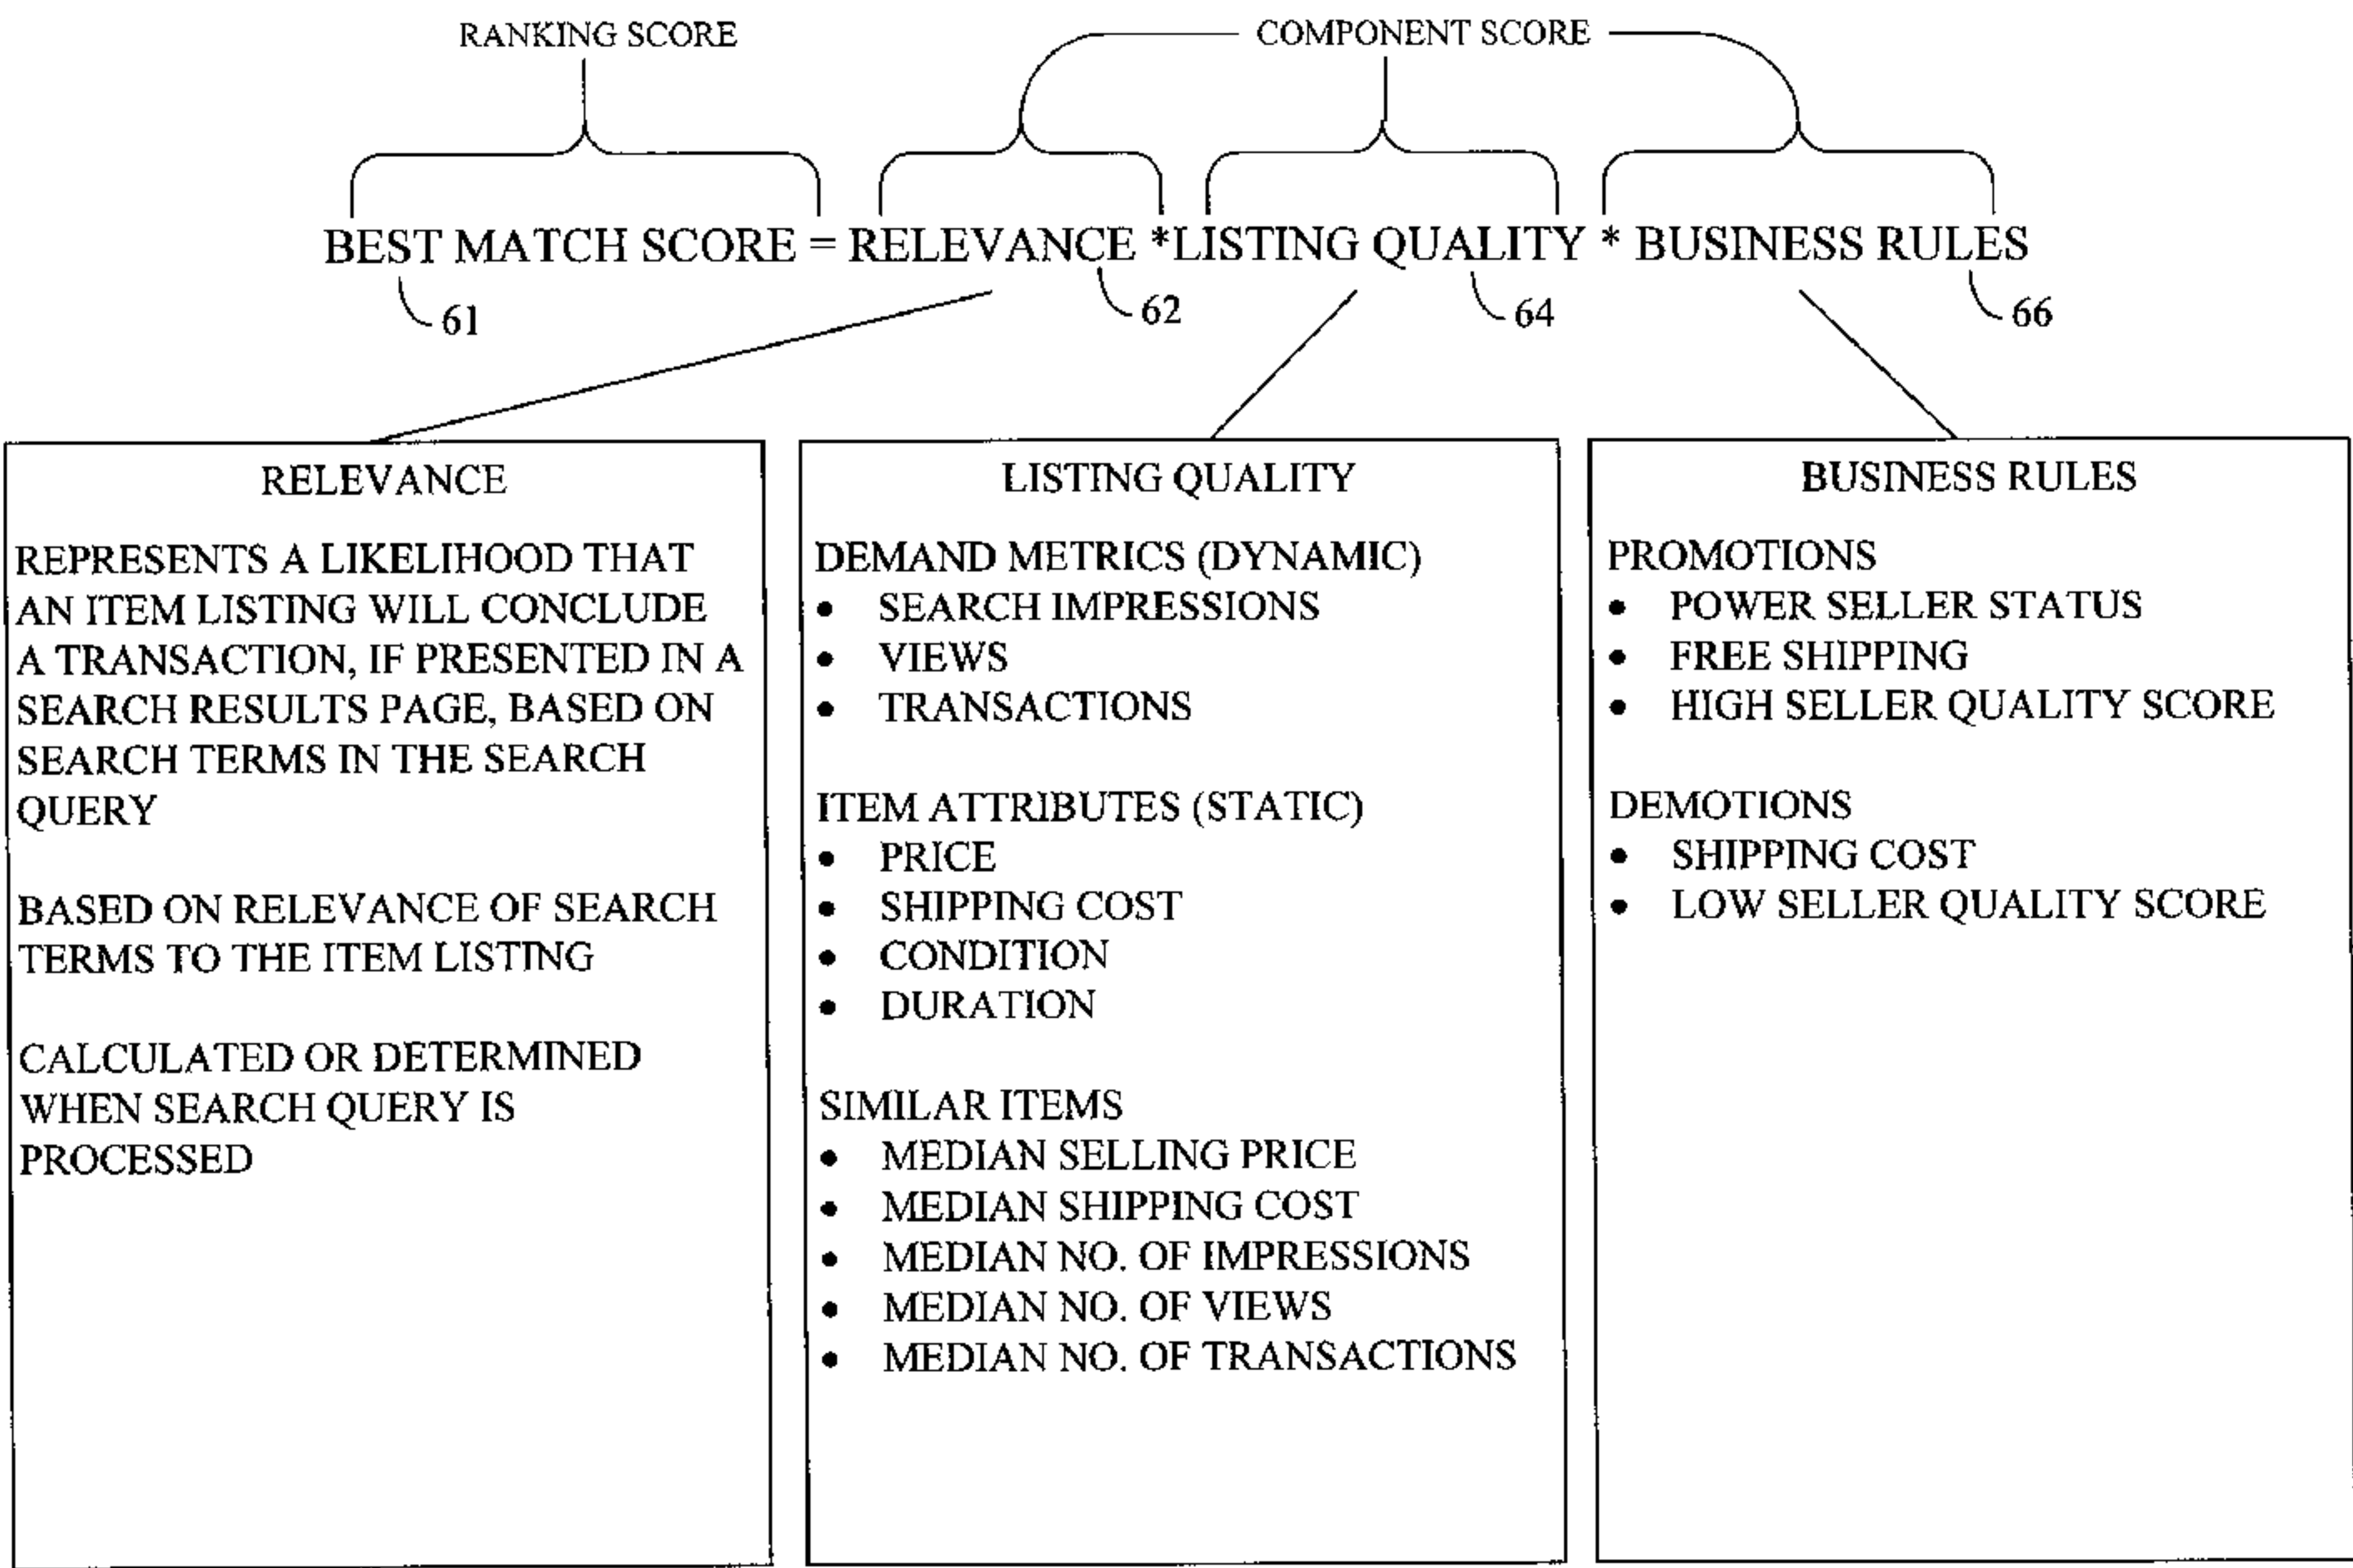 RANKING SCORE
COMPONENT SCORE
BEST MATCH SCORE = RELEVANCE *LISTING QUALITY * BUSINESS RULES
61
62
64
66
RELEVANCE
REPRESENTS A LIKELIHOOD THAT
AN ITEM LISTING WILL CONCLUDE
A TRANSACTION, IF PRESENTED IN A
SEARCH RESULTS PAGE, BASED ON
SEARCH TERMS IN THE SEARCH
QUERY
BASED ON RELEVANCE OF SEARCH
TERMS TO THE ITEM LISTING
CALCULATED OR DETERMINED
WHEN SEARCH QUERY IS
PROCESSED
LISTING QUALITY
DEMAND METRICS (DYNAMIC)
• SEARCH IMPRESSIONS
• VIEWS
• TRANSACTIONS
ITEM ATTRIBUTES (STATIC)
• PRICE
• SHIPPING COST
• CONDITION
• DURATION
SIMILAR ITEMS
• MEDIAN SELLING PRICE
• MEDIAN SHIPPING COST
• MEDIAN NO. OF IMPRESSIONS
• MEDIAN NO. OF VIEWS
• MEDIAN NO. OF TRANSACTIONS
BUSINESS RULES
PROMOTIONS
• POWER SELLER STATUS
• FREE SHIPPING
• HIGH SELLER QUALITY SCORE
DEMOTIONS
• SHIPPING COST
• LOW SELLER QUALITY SCORE